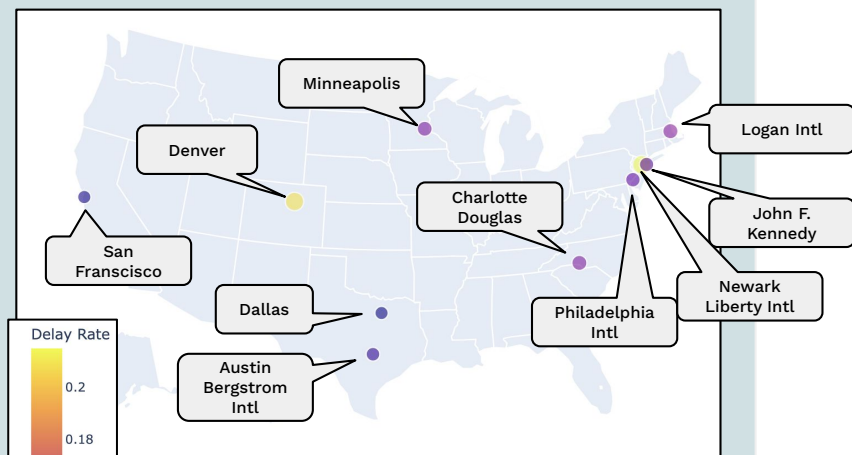 Minneapolis
Logan Intl
Denver
Charlotte
Douglas
John F.
Kennedy
San
Franscisco
Newark
Liberty Intl
Dallas
Philadelphia
Intl
Delay Rate
Austin
Bergstrom
Intl
0.2
0.18